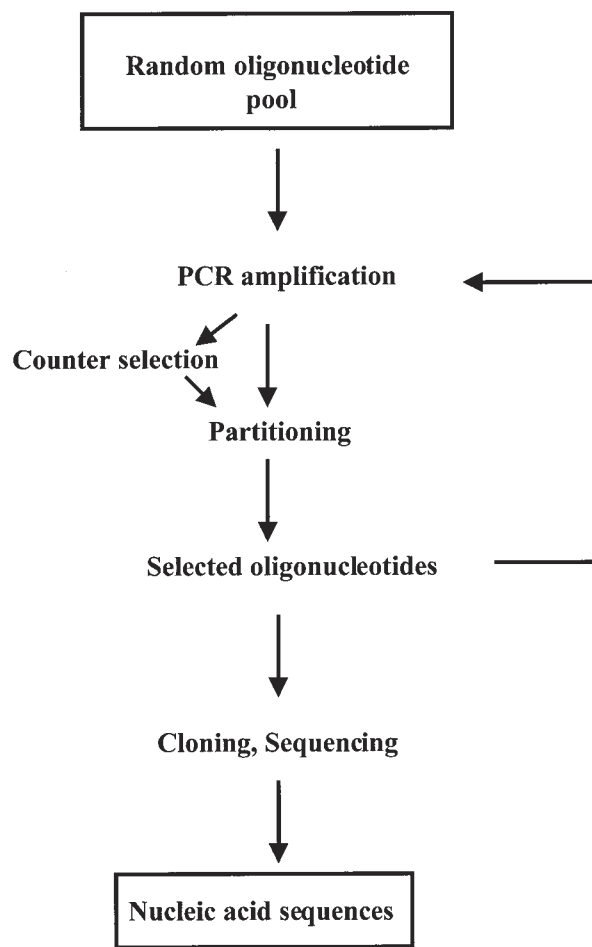 Random oligonucleotide
pool
PCR amplification
Counter selection
Partitioning
Selected oligonucleotides
Cloning, Sequencing
Nucleic acid sequences